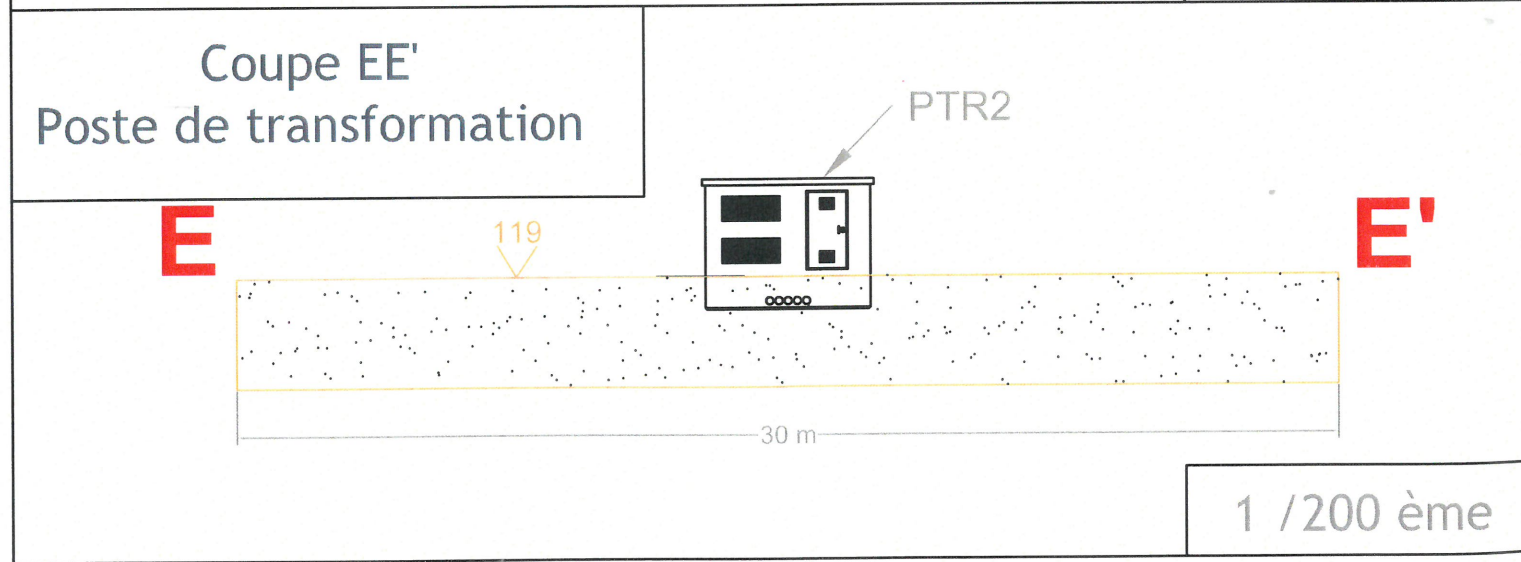 Coupe EE'
Poste de transformation
PTR2
E
119
E'
30 m
1 /200 ème